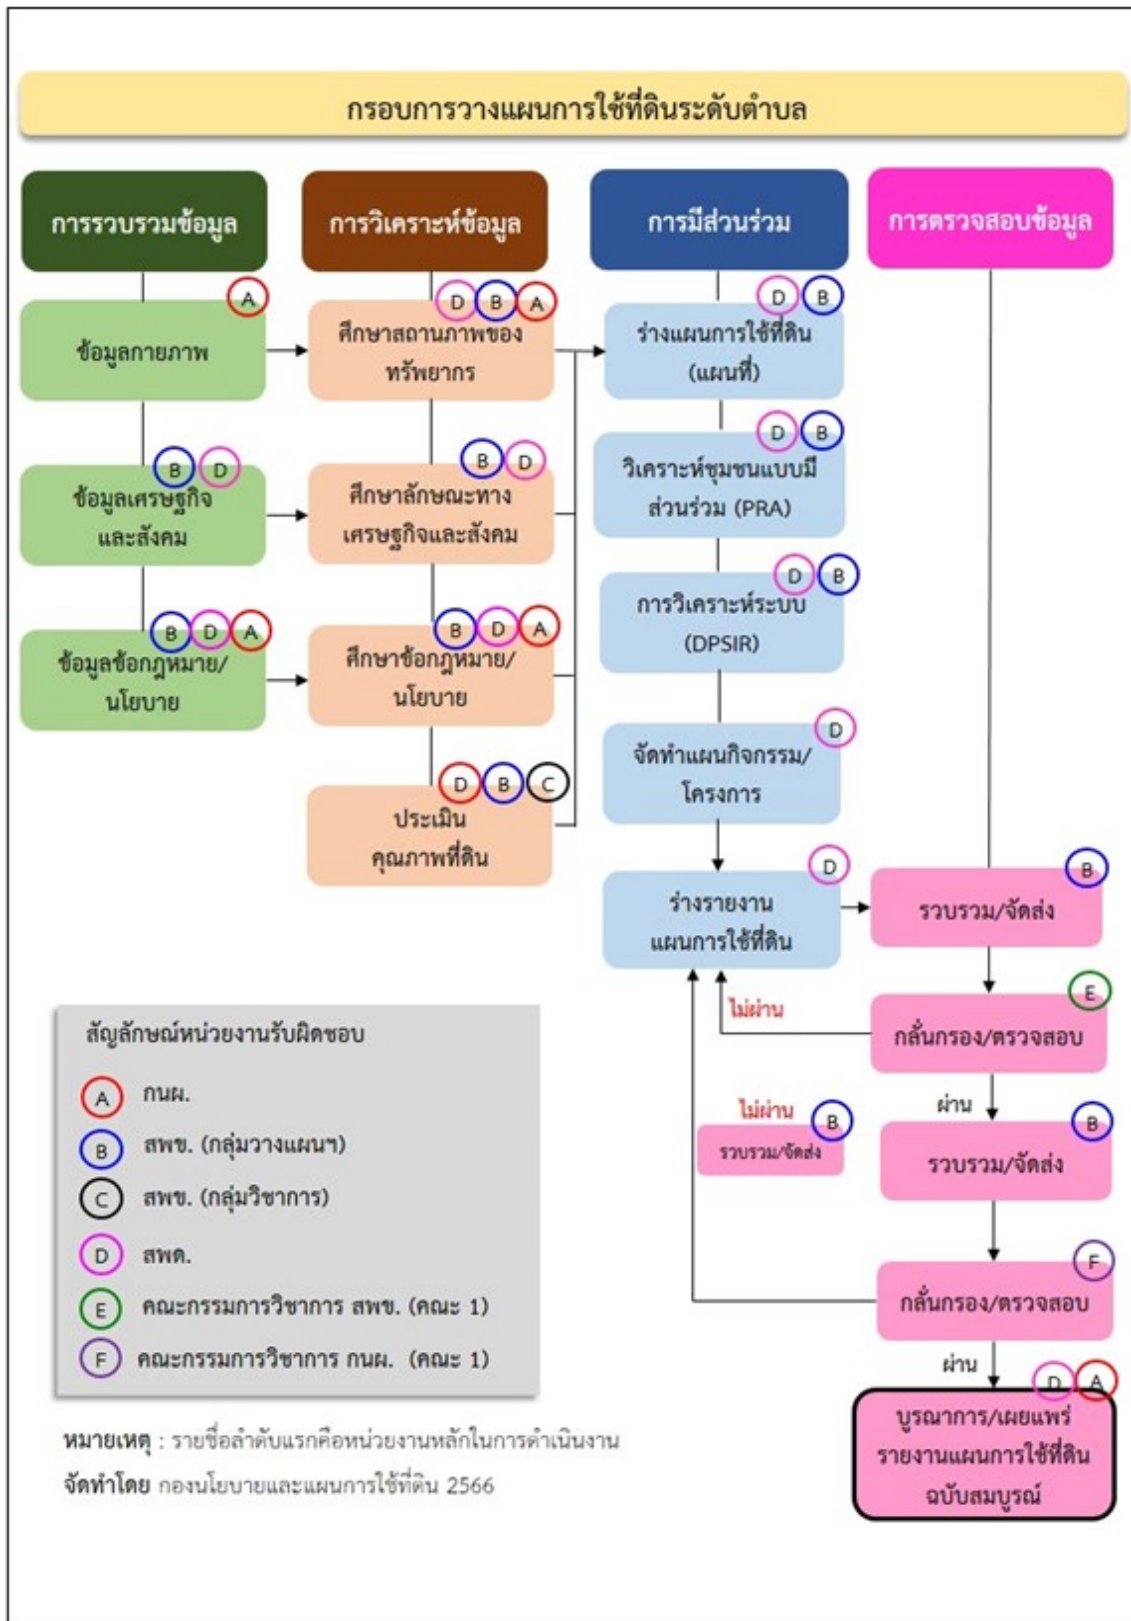 กรอบการวางแผนการใช้ที่ดินระดับตำบล
การรวบรวมข้อมูล
A
ข้อมูลกายภาพ
B D
ข้อมูลเศรษฐกิจ
และสังคม
B D A
ข้อมูลข้อกฎหมาย/
นโยบาย
การวิเคราะห์ข้อมูล
D B A
ศึกษาสถานภาพของ
ทรัพยากร
B D
ศึกษาลักษณะทาง
เศรษฐกิจและสังคม
B D A
ศึกษาข้อกฎหมาย/
นโยบาย
D B C
ประเมิน
คุณภาพที่ดิน
การมีส่วนร่วม
D B
ร่างแผนการใช้ที่ดิน
(แผนที่)
D B
วิเคราะห์ชุมชนแบบมี
ส่วนร่วม (PRA)
D B
การวิเคราะห์ระบบ
(DPSIR)
D
จัดทำแผนกิจกรรม/
โครงการ
D
ร่างรายงาน
แผนการใช้ที่ดิน
การตรวจสอบข้อมูล
B
รวบรวม/จัดส่ง
E
กลั่นกรอง/ตรวจสอบ
ไม่ผ่าน
ผ่าน
B
รวบรวม/จัดส่ง
ไม่ผ่าน
B
รวบรวม/จัดส่ง
F
กลั่นกรอง/ตรวจสอบ
ผ่าน
D A
บูรณาการ/เผยแพร่
รายงานแผนการใช้ที่ดิน
ฉบับสมบูรณ์
สัญลักษณ์หน่วยงานรับผิดชอบ
A กนผ.
B สพข. (กลุ่มวางแผนฯ)
C สพข. (กลุ่มวิชาการ)
D สพด.
E คณะกรรมการวิชาการ สพข. (คณะ 1)
F คณะกรรมการวิชาการ กนผ. (คณะ 1)
หมายเหตุ : รายชื่อลำดับแรกคือหน่วยงานหลักในการดำเนินงาน
จัดทำโดย กองนโยบายและแผนการใช้ที่ดิน 2566